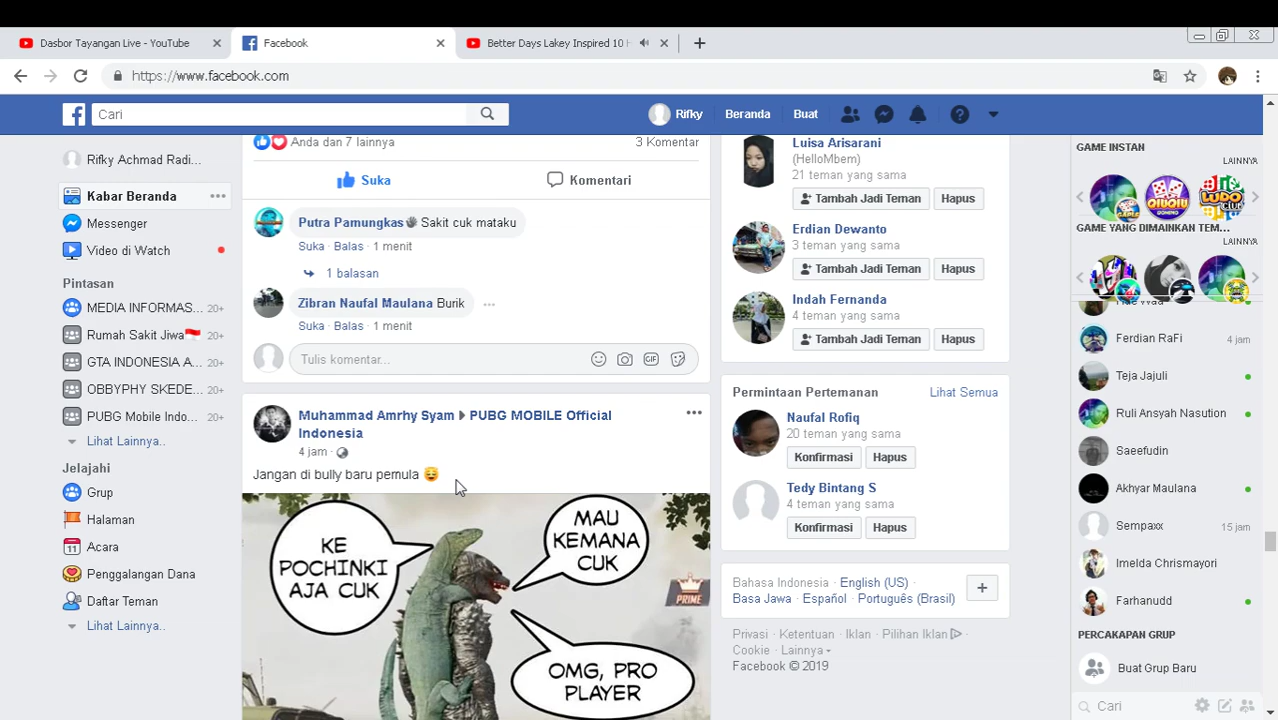 Dasbor Tayangan Live - YouTube
Facebook
Better Days Lakey Inspired 10 H
https://www.facebook.com
Cari
Rifky
Beranda
Buat
Rifky Achmad Radi...
Kabar Beranda
Messenger
Video di Watch
Pintasan
MEDIA INFORMAS... 20+
Rumah Sakit Jiwa🇮🇩 20+
GTA INDONESIA A... 20+
OBBYPHY SKEDE... 20+
PUBG Mobile Indo... 20+
Lihat Lainnya..
Jelajahi
Grup
Halaman
Acara
Penggalangan Dana
Daftar Teman
Lihat Lainnya..
Anda dan 7 lainnya
3 Komentar
Suka
Komentari
Putra Pamungkas Sakit cuk mataku
Suka · Balas · 1 menit
1 balasan
Zibran Naufal Maulana Burik
Suka · Balas · 1 menit
Tulis komentar...
GIF
Muhammad Amrhy Syam ▸ PUBG MOBILE Official
Indonesia
4 jam ·
Jangan di bully baru pemula 😩
KE
POCHINKI
AJA CUK
MAU
KEMANA
CUK
PRIME
OMG, PRO
PLAYER
Luisa Arisarani
(HelloMbem)
21 teman yang sama
Tambah Jadi Teman
Hapus
Erdian Dewanto
3 teman yang sama
Tambah Jadi Teman
Hapus
Indah Fernanda
4 teman yang sama
Tambah Jadi Teman
Hapus
Permintaan Pertemanan
Lihat Semua
Naufal Rofiq
20 teman yang sama
Konfirmasi
Hapus
Tedy Bintang S
4 teman yang sama
Konfirmasi
Hapus
Bahasa Indonesia · English (US) ·
Basa Jawa · Español · Português (Brasil)
Privasi · Ketentuan · Iklan · Pilihan Iklan
Cookie · Lainnya
Facebook © 2019
GAME INSTAN
LAINNYA
GAME YANG DIMAINKAN TEM...
LAINNYA
Ferdian RaFi 4 jam
Teja Jajuli
Ruli Ansyah Nasution
Saeefudin
Akhyar Maulana
Sempaxx 15 jam
Imelda Chrismayori
Farhanudd
PERCAKAPAN GRUP
Buat Grup Baru
Cari